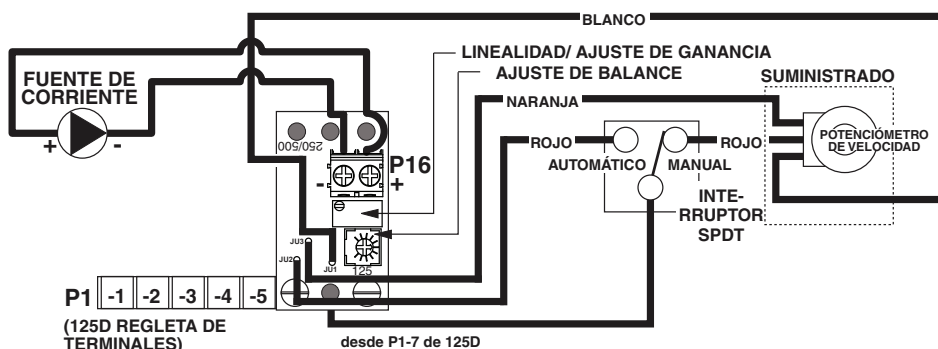 BLANCO
LINEALIDAD/ AJUSTE DE GANANCIA
AJUSTE DE BALANCE
FUENTE DE
CORRIENTE
+ -
SUMINISTRADO
NARANJA
POTENCIÓMETRO
DE VELOCIDAD
250/500
ROJO
AUTOMÁTICO
MANUAL
ROJO
P16
- +
INTE-
RRUPTOR
SPDT
JU3
JU2
JU1
125
P1 -1 -2 -3 -4 -5
(125D REGLETA DE
TERMINALES)
desde P1-7 de 125D